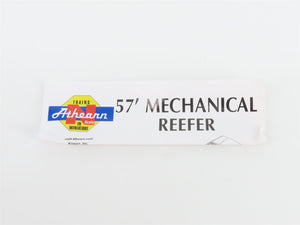 TRAINS
Athearn
IN
MINIATURE
57' MECHANICAL
REEFER